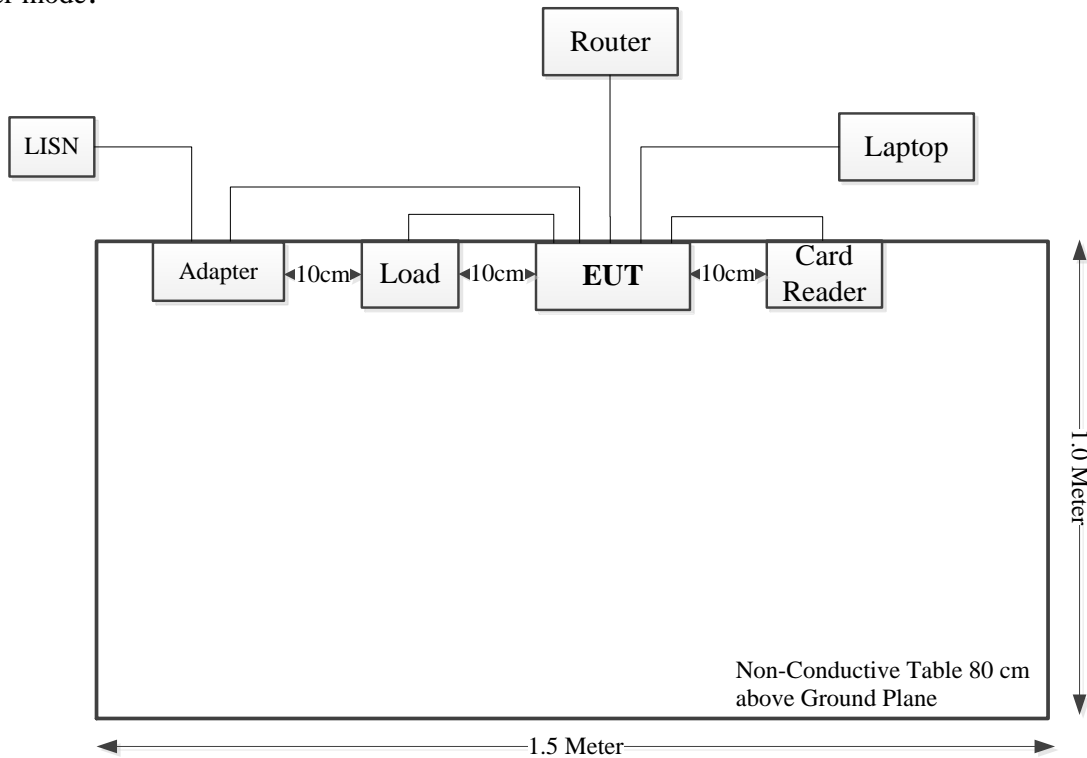 er mode:
Router
LISN
Laptop
Adapter
10cm
Load
10cm
EUT
10cm
Card
Reader
1.0 Meter
Non-Conductive Table 80 cm
above Ground Plane
1.5 Meter